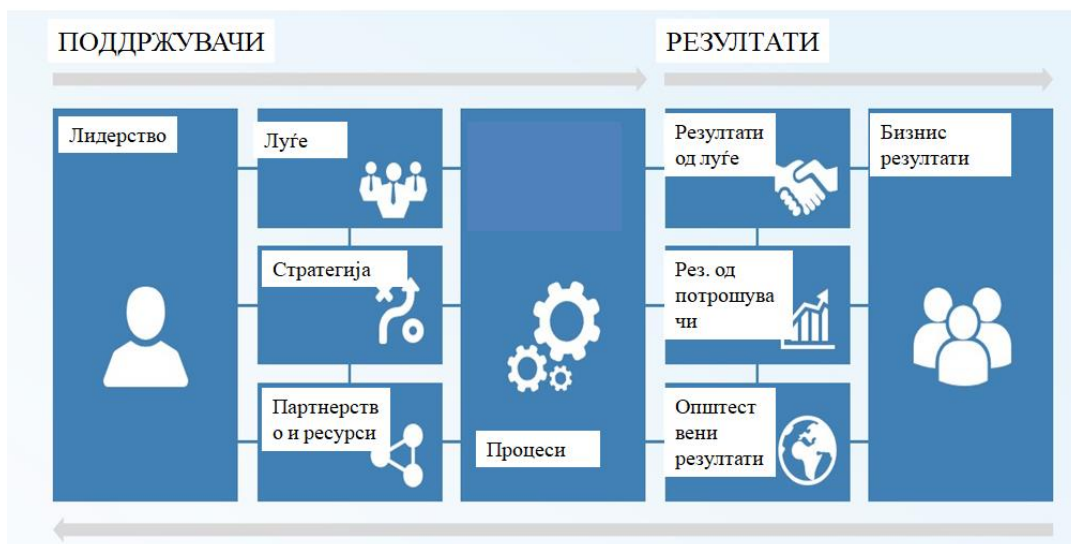 ПОДДРЖУВАЧИ
РЕЗУЛТАТИ
Лидерство
Луѓе
Стратегија
Партнерств
о и ресурси
Процеси
Резултати
од луѓе
Рез. од
потрошува
чи
Општест
вени
резултати
Бизнис
резултати